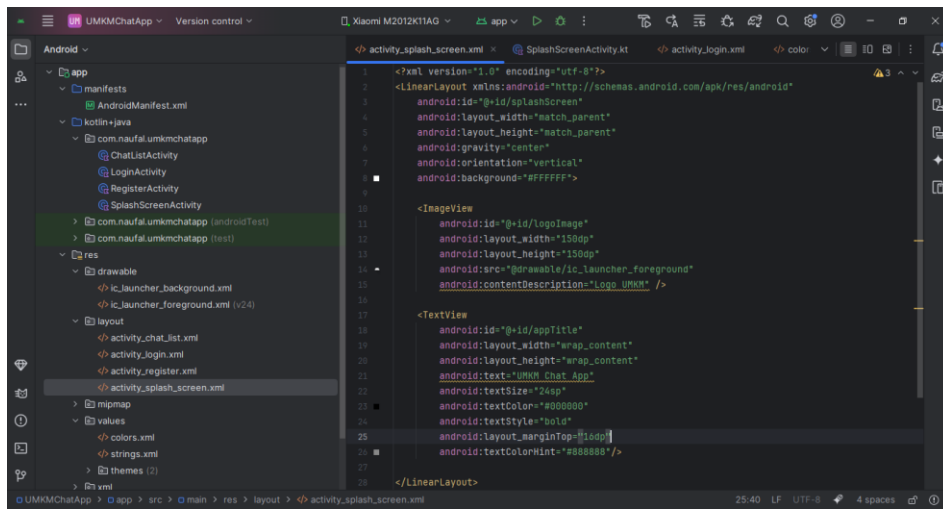 UM UMKMChatApp Version control Xiaomi M2012K11AG app
Android
activity_splash_screen.xml SplashScreenActivity.kt activity_login.xml color
app
manifests
AndroidManifest.xml
kotlin+java
com.naufal.umkmchatapp
ChatListActivity
LoginActivity
RegisterActivity
SplashScreenActivity
com.naufal.umkmchatapp (androidTest)
com.naufal.umkmchatapp (test)
res
drawable
ic_launcher_background.xml
ic_launcher_foreground.xml (v24)
layout
activity_chat_list.xml
activity_login.xml
activity_register.xml
activity_splash_screen.xml
mipmap
values
colors.xml
strings.xml
themes (2)
xml
3
1 <?xml version="1.0" encoding="utf-8"?>
2 <LinearLayout xmlns:android="http://schemas.android.com/apk/res/android"
3 android:id="@+id/splashScreen"
4 android:layout_width="match_parent"
5 android:layout_height="match_parent"
6 android:gravity="center"
7 android:orientation="vertical"
8 android:background="#FFFFFF">
9
10 <ImageView
11 android:id="@+id/logoImage"
12 android:layout_width="150dp"
13 android:layout_height="150dp"
14 android:src="@drawable/ic_launcher_foreground"
15 android:contentDescription="Logo UMKM" />
16
17 <TextView
18 android:id="@+id/appTitle"
19 android:layout_width="wrap_content"
20 android:layout_height="wrap_content"
21 android:text="UMKM Chat App"
22 android:textSize="24sp"
23 android:textColor="#000000"
24 android:textStyle="bold"
25 android:layout_marginTop="16dp"
26 android:textColorHint="#888888"/>
27
28 </LinearLayout>
UMKMChatApp > app > src > main > res > layout > activity_splash_screen.xml 25:40 LF UTF-8 4 spaces